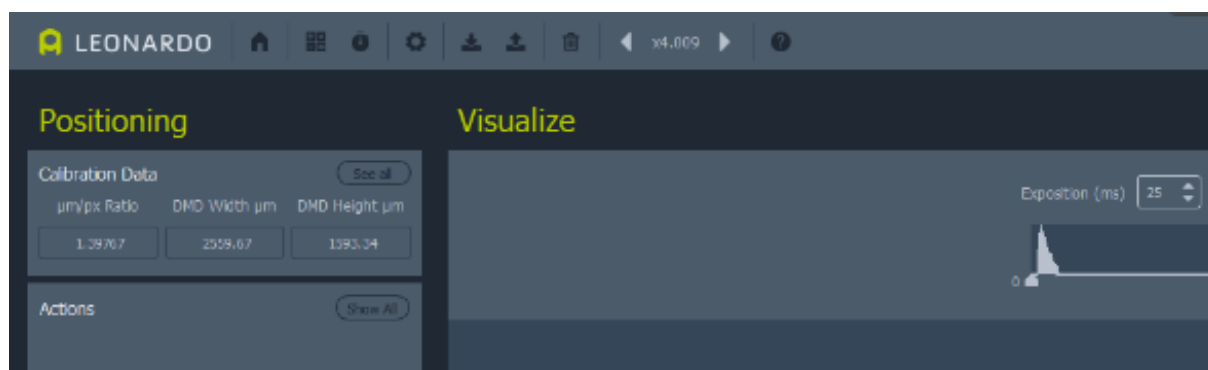 LEONARDO x4.009
Positioning
Visualize
Calibration Data See all
µm/px Ratio DMD Width µm DMD Height µm
1.39767 2559.67 1593.34
Exposition (ms) 25
0
Actions Show All